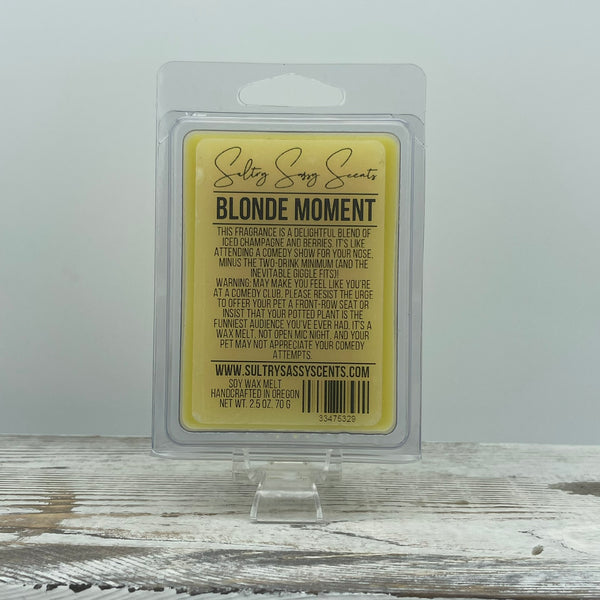 Sultry Sassy Scents
BLONDE MOMENT
THIS FRAGRANCE IS A DELIGHTFUL BLEND OF
ICED CHAMPAGNE AND BERRIES. IT'S LIKE
ATTENDING A COMEDY SHOW FOR YOUR NOSE,
MINUS THE TWO-DRINK MINIMUM (AND THE
INEVITABLE GIGGLE FITS)!
WARNING: MAY MAKE YOU FEEL LIKE YOU'RE
AT A COMEDY CLUB. PLEASE RESIST THE URGE
TO OFFER YOUR PET A FRONT-ROW SEAT OR
INSIST THAT YOUR POTTED PLANT IS THE
FUNNIEST AUDIENCE YOU'VE EVER HAD. IT'S A
WAX MELT, NOT OPEN MIC NIGHT, AND YOUR
PET MAY NOT APPRECIATE YOUR COMEDY
ATTEMPTS.
WWW.SULTRYSASSYSCENTS.COM
SOY WAX MELT
HANDCRAFTED IN OREGON
NET WT. 2.5 OZ, 70 G
33475329